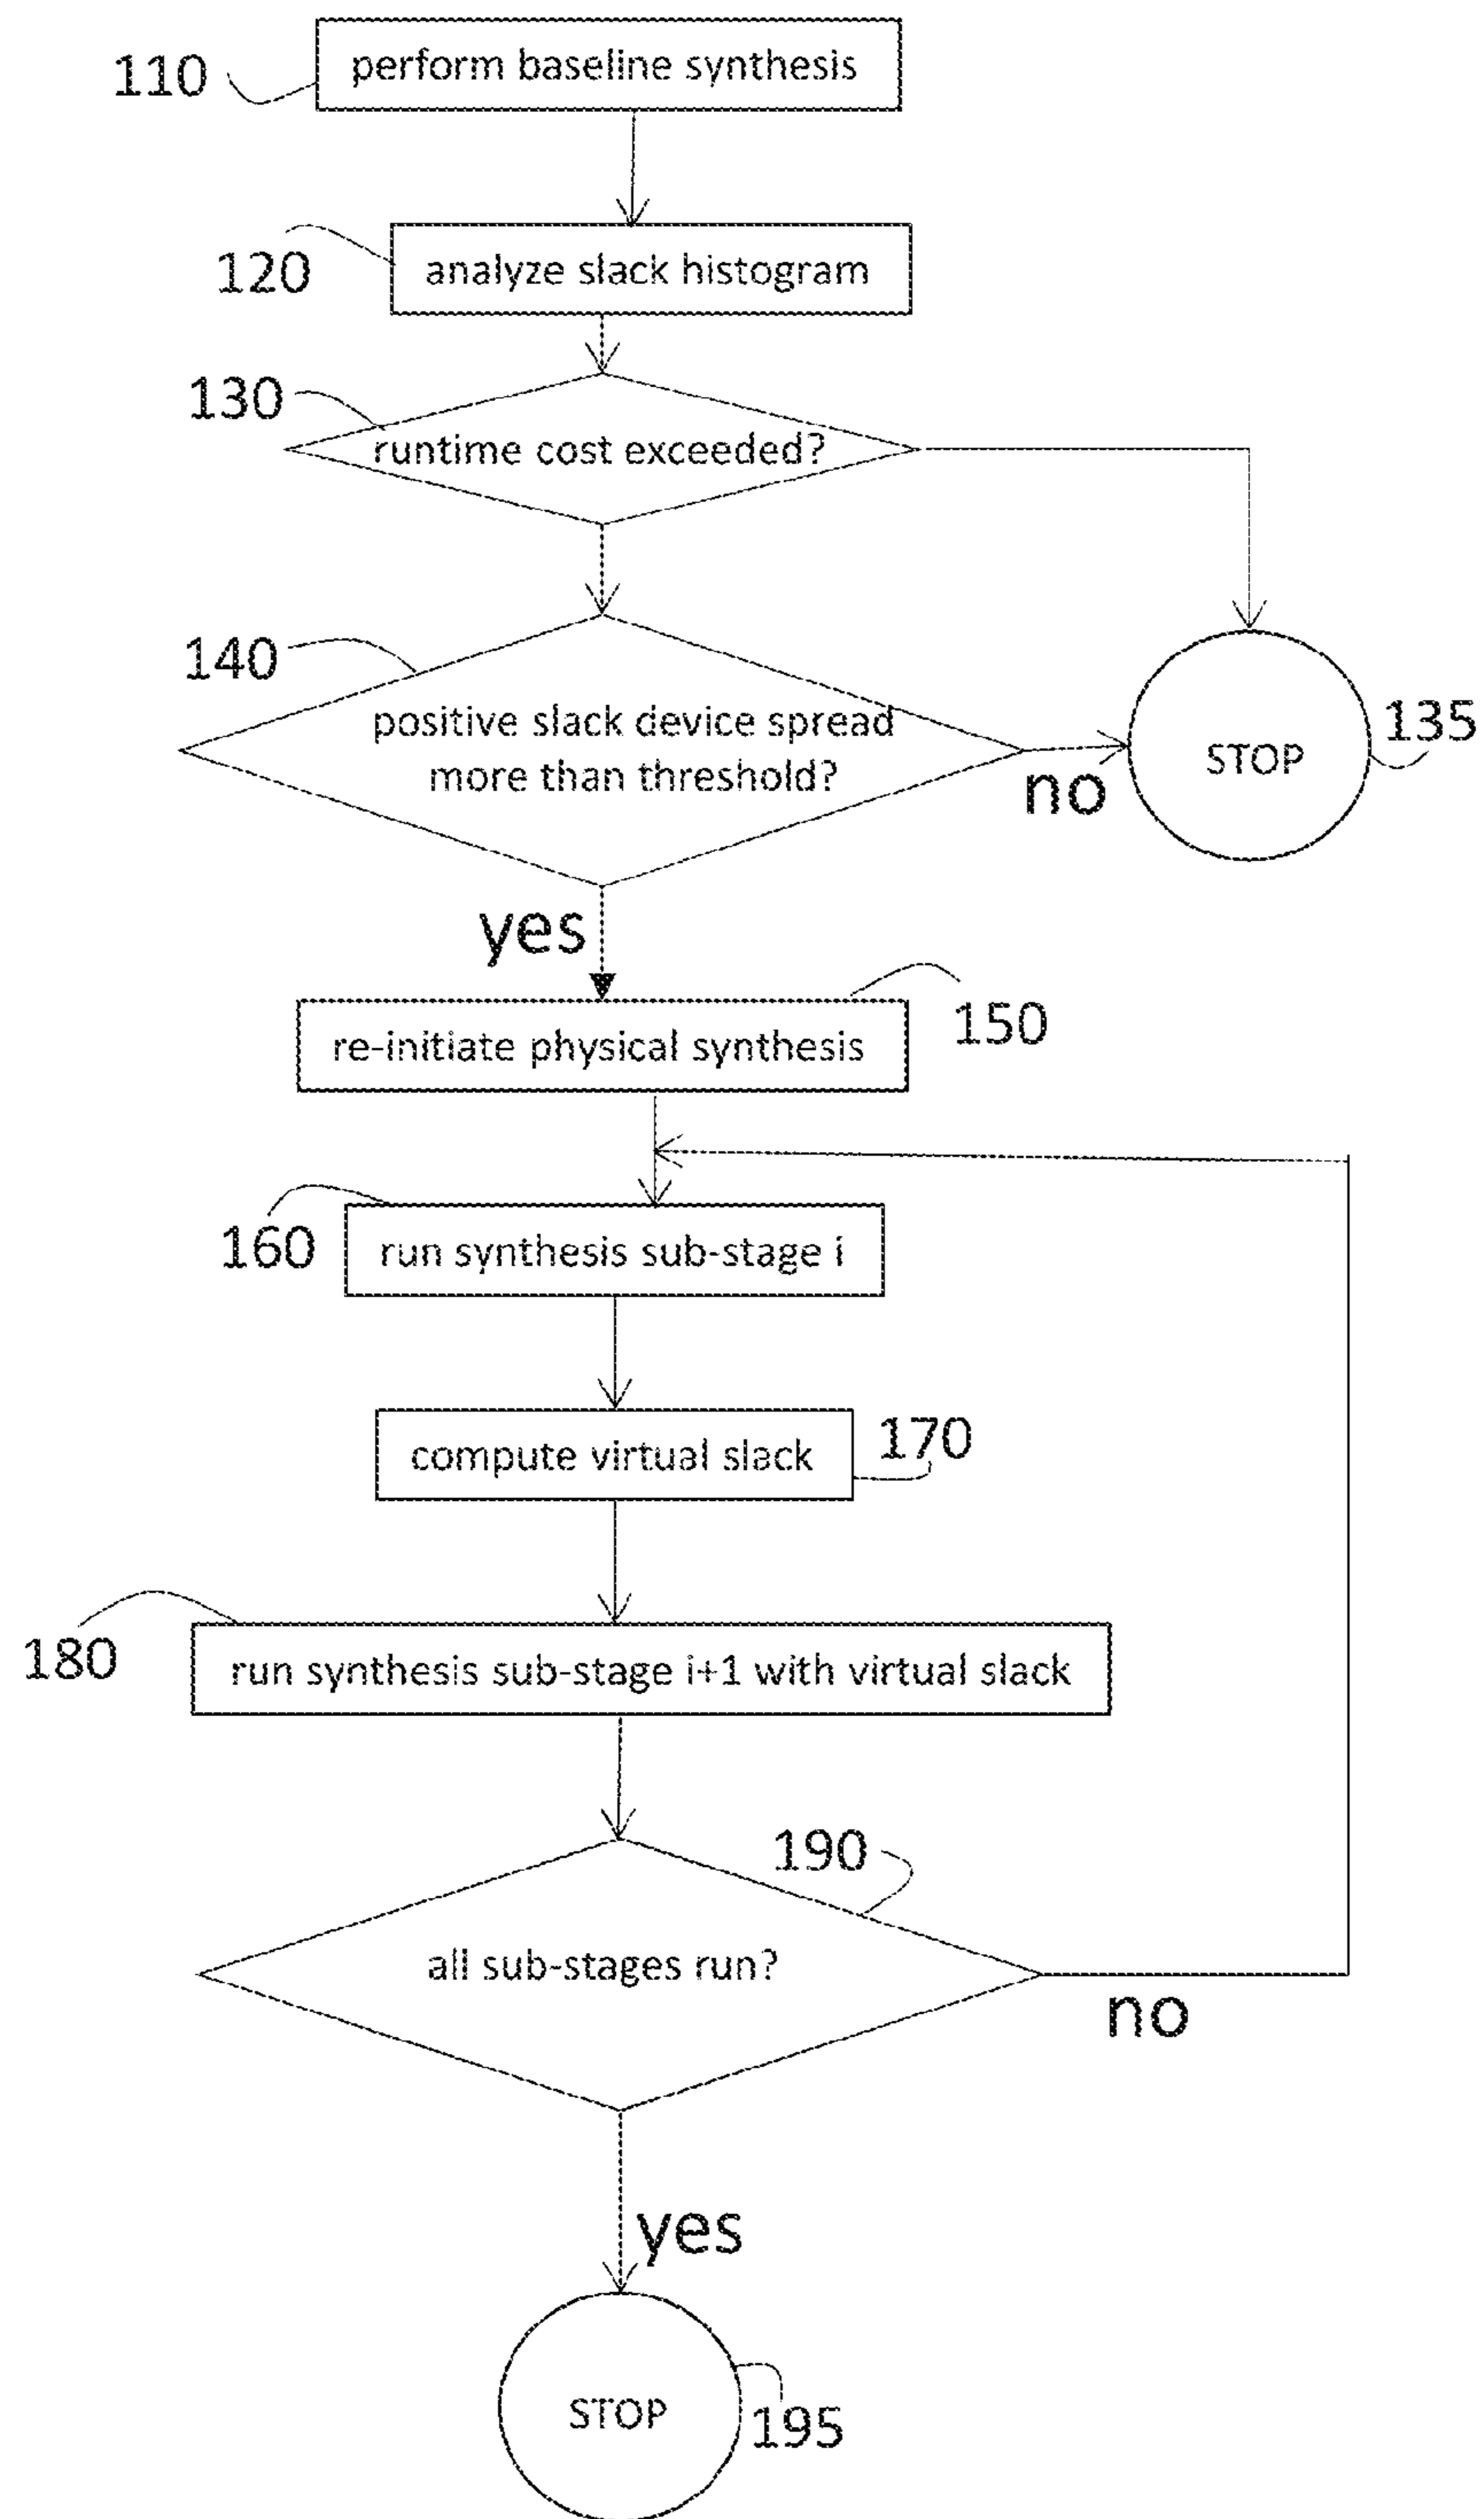 110
perform baseline synthesis
120
analyze slack histogram
130
runtime cost exceeded?
140
positive slack device spread
more than threshold?
no
STOP
135
yes
re-initiate physical synthesis
150
160
run synthesis sub-stage i
compute virtual slack
170
180
run synthesis sub-stage i+1 with virtual slack
190
all sub-stages run?
no
yes
STOP
195